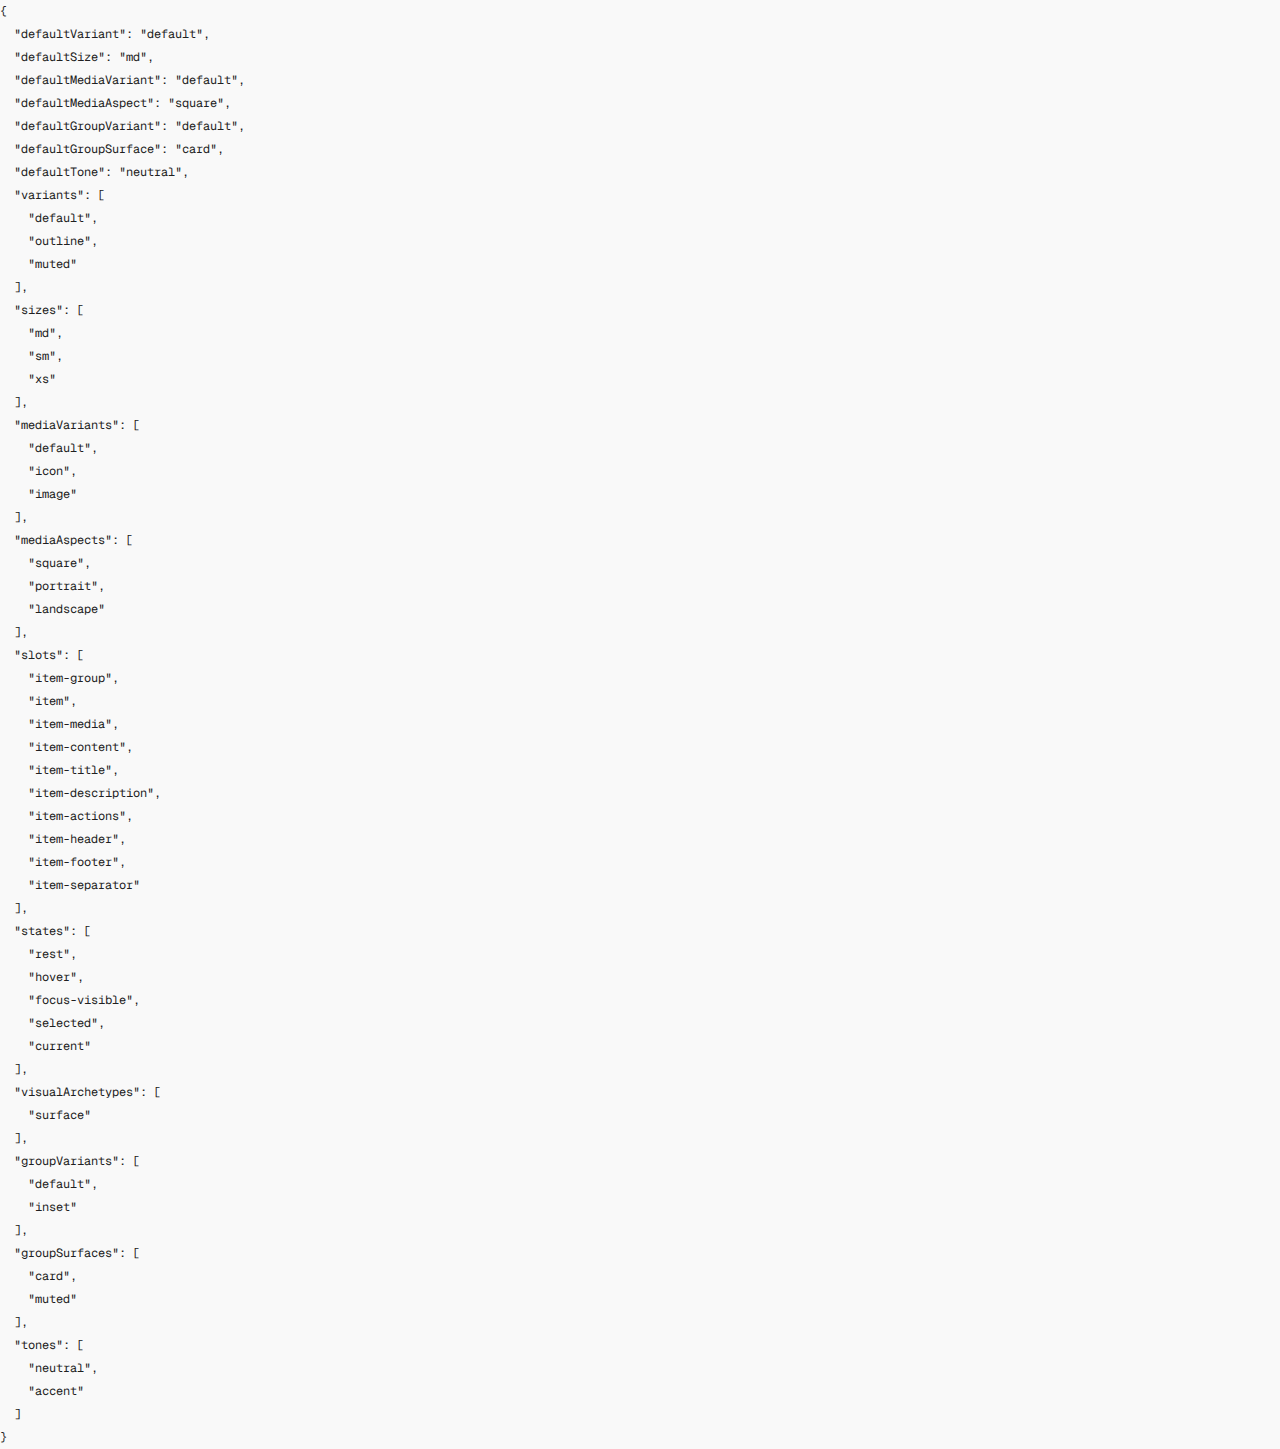 {
  "defaultVariant": "default",
  "defaultSize": "md",
  "defaultMediaVariant": "default",
  "defaultMediaAspect": "square",
  "defaultGroupVariant": "default",
  "defaultGroupSurface": "card",
  "defaultTone": "neutral",
  "variants": [
    "default",
    "outline",
    "muted"
  ],
  "sizes": [
    "md",
    "sm",
    "xs"
  ],
  "mediaVariants": [
    "default",
    "icon",
    "image"
  ],
  "mediaAspects": [
    "square",
    "portrait",
    "landscape"
  ],
  "slots": [
    "item-group",
    "item",
    "item-media",
    "item-content",
    "item-title",
    "item-description",
    "item-actions",
    "item-header",
    "item-footer",
    "item-separator"
  ],
  "states": [
    "rest",
    "hover",
    "focus-visible",
    "selected",
    "current"
  ],
  "visualArchetypes": [
    "surface"
  ],
  "groupVariants": [
    "default",
    "inset"
  ],
  "groupSurfaces": [
    "card",
    "muted"
  ],
  "tones": [
    "neutral",
    "accent"
  ]
}